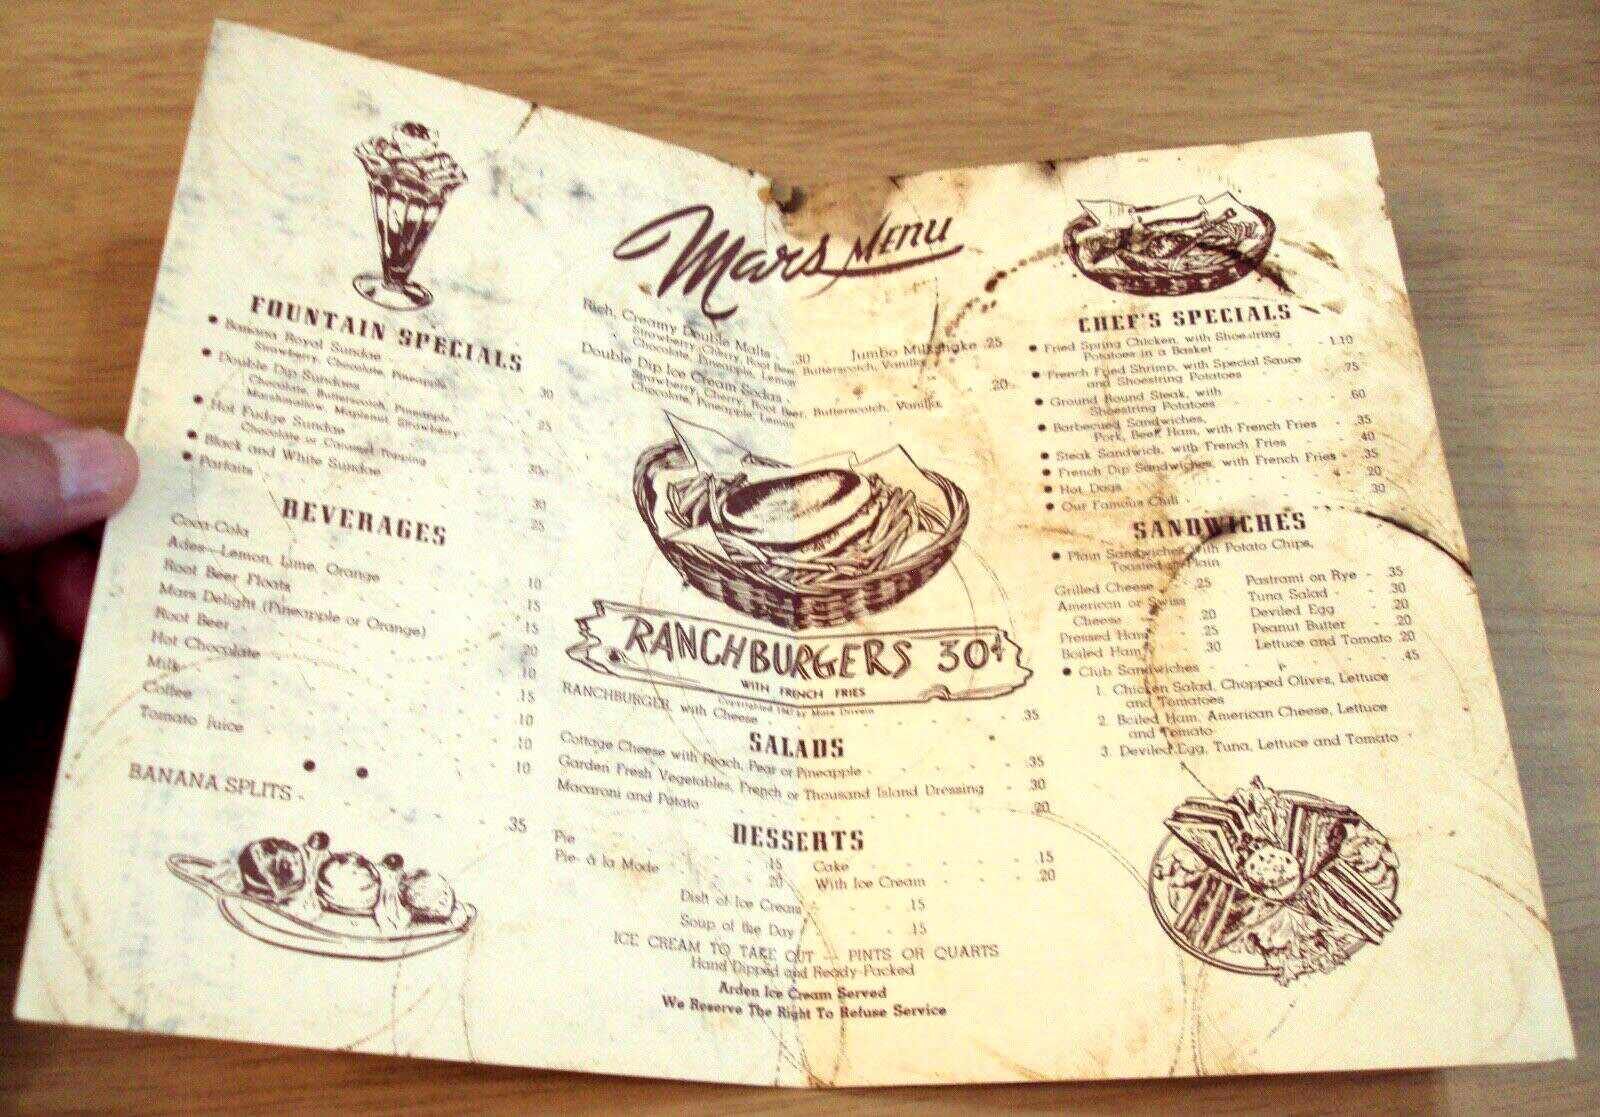 Mars MENU
FOUNTAIN SPECIALS
• Banana Royal Sundae
Strawberry, Chocolate, Pineapple - .30
• Double Dip Sundaes
Chocolate, Butterscotch, Pineapple,
Marshmallow, Maplenut, Strawberry - .25
• Hot Fudge Sundae
Chocolate or Caramel Topping - .30
• Black and White Sundae - .30
• Parfaits - .25
BEVERAGES
Coca-Cola - .10
Ades—Lemon, Lime, Orange - .15
Root Beer Floats - .15
Mars Delight (Pineapple or Orange) .20
Root Beer - .10
Hot Chocolate - .15
Milk - .10
Coffee - .10
Tomato Juice - .10
BANANA SPLITS - .35
Rich, Creamy Double Malts - .30 Jumbo Milkshake .25
Strawberry, Cherry, Root Beer, Butterscotch, Vanilla,
Chocolate, Pineapple, Lemon
Double Dip Ice Cream Sodas - .20
Strawberry, Cherry, Root Beer, Butterscotch, Vanilla,
Chocolate, Pineapple, Lemon
RANCHBURGERS 30¢
WITH FRENCH FRIES
Copyrighted 1947 by Mars Drivein
RANCHBURGER, with Cheese - .35
SALADS
Cottage Cheese with Peach, Pear or Pineapple - .35
Garden Fresh Vegetables, French or Thousand Island Dressing - .30
Macaroni and Potato - .20
DESSERTS
Pie - .15 Cake - .15
Pie- à la Mode - .20 With Ice Cream - .20
Dish of Ice Cream - .15
Soup of the Day - .15
ICE CREAM TO TAKE OUT — PINTS OR QUARTS
Hand Dipped and Ready-Packed
Arden Ice Cream Served
We Reserve The Right To Refuse Service
CHEF'S SPECIALS
• Fried Spring Chicken, with Shoestring
Potatoes in a Basket - 1.10
• French Fried Shrimp, with Special Sauce
and Shoestring Potatoes - .75
• Ground Round Steak, with
Shoestring Potatoes - .60
• Barbecued Sandwiches,
Pork, Beef, Ham, with French Fries - .35
• Steak Sandwich, with French Fries - .40
• French Dip Sandwiches, with French Fries - .35
• Hot Dogs - .20
• Our Famous Chili - .30
SANDWICHES
• Plain Sandwiches, with Potato Chips,
Toasted or Plain
Grilled Cheese - .25 Pastrami on Rye - .35
American or Swiss Tuna Salad - .30
Cheese - .20 Deviled Egg - .20
Pressed Ham - .25 Peanut Butter - .20
Boiled Ham - .30 Lettuce and Tomato .20
• Club Sandwiches - .45
1. Chicken Salad, Chopped Olives, Lettuce
and Tomatoes
2. Boiled Ham, American Cheese, Lettuce
and Tomato
3. Deviled Egg, Tuna, Lettuce and Tomato